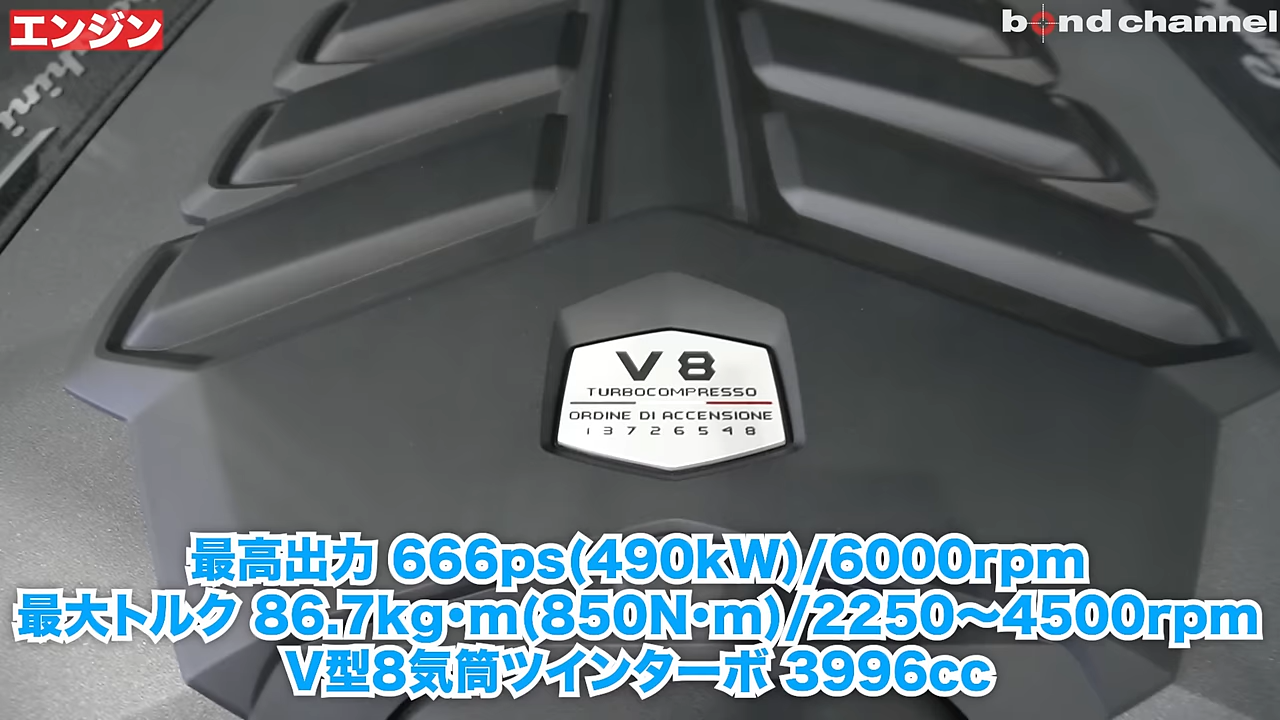 エンジン
bond channel
V8
TURBOCOMPRESSO
ORDINE DI ACCENSIONE
1 3 7 2 6 5 4 8
最高出力 666ps(490kW)/6000rpm
最大トルク 86.7kg・m(850N・m)/2250〜4500rpm
V型8気筒ツインターボ 3996cc